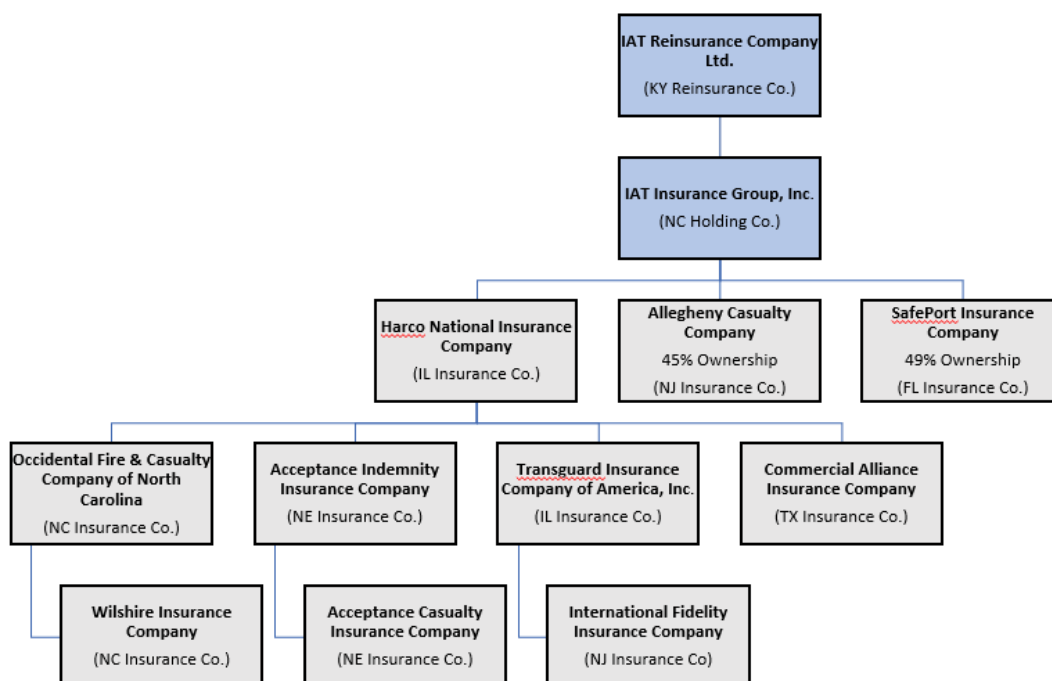 IAT Reinsurance Company
Ltd.
(KY Reinsurance Co.)
IAT Insurance Group, Inc.
(NC Holding Co.)
Harco National Insurance
Company
(IL Insurance Co.)
Allegheny Casualty
Company
45% Ownership
(NJ Insurance Co.)
SafePort Insurance
Company
49% Ownership
(FL Insurance Co.)
Occidental Fire & Casualty
Company of North
Carolina
(NC Insurance Co.)
Acceptance Indemnity
Insurance Company
(NE Insurance Co.)
Transguard Insurance
Company of America, Inc.
(IL Insurance Co.)
Commercial Alliance
Insurance Company
(TX Insurance Co.)
Wilshire Insurance
Company
(NC Insurance Co.)
Acceptance Casualty
Insurance Company
(NE Insurance Co.)
International Fidelity
Insurance Company
(NJ Insurance Co)